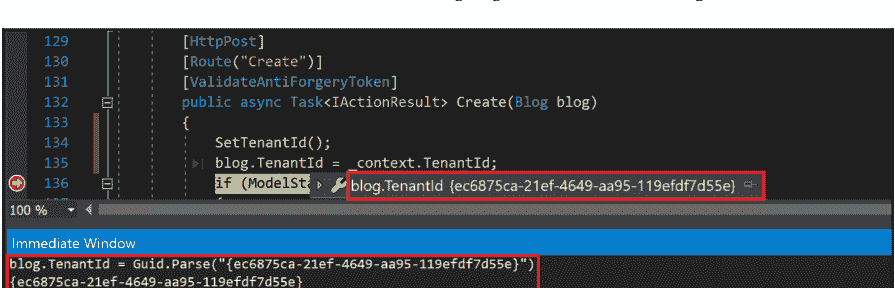 129 [HttpPost]
130 [Route("Create")]
131 [ValidateAntiForgeryToken]
132 public async Task<IActionResult> Create(Blog blog)
133 {
134 SetTenantId();
135 blog.TenantId = _context.TenantId;
136 if (ModelSta blog.TenantId {ec6875ca-21ef-4649-aa95-119efdf7d55e}
100 %
Immediate Window
blog.TenantId = Guid.Parse("{ec6875ca-21ef-4649-aa95-119efdf7d55e}")
{ec6875ca-21ef-4649-aa95-119efdf7d55e}